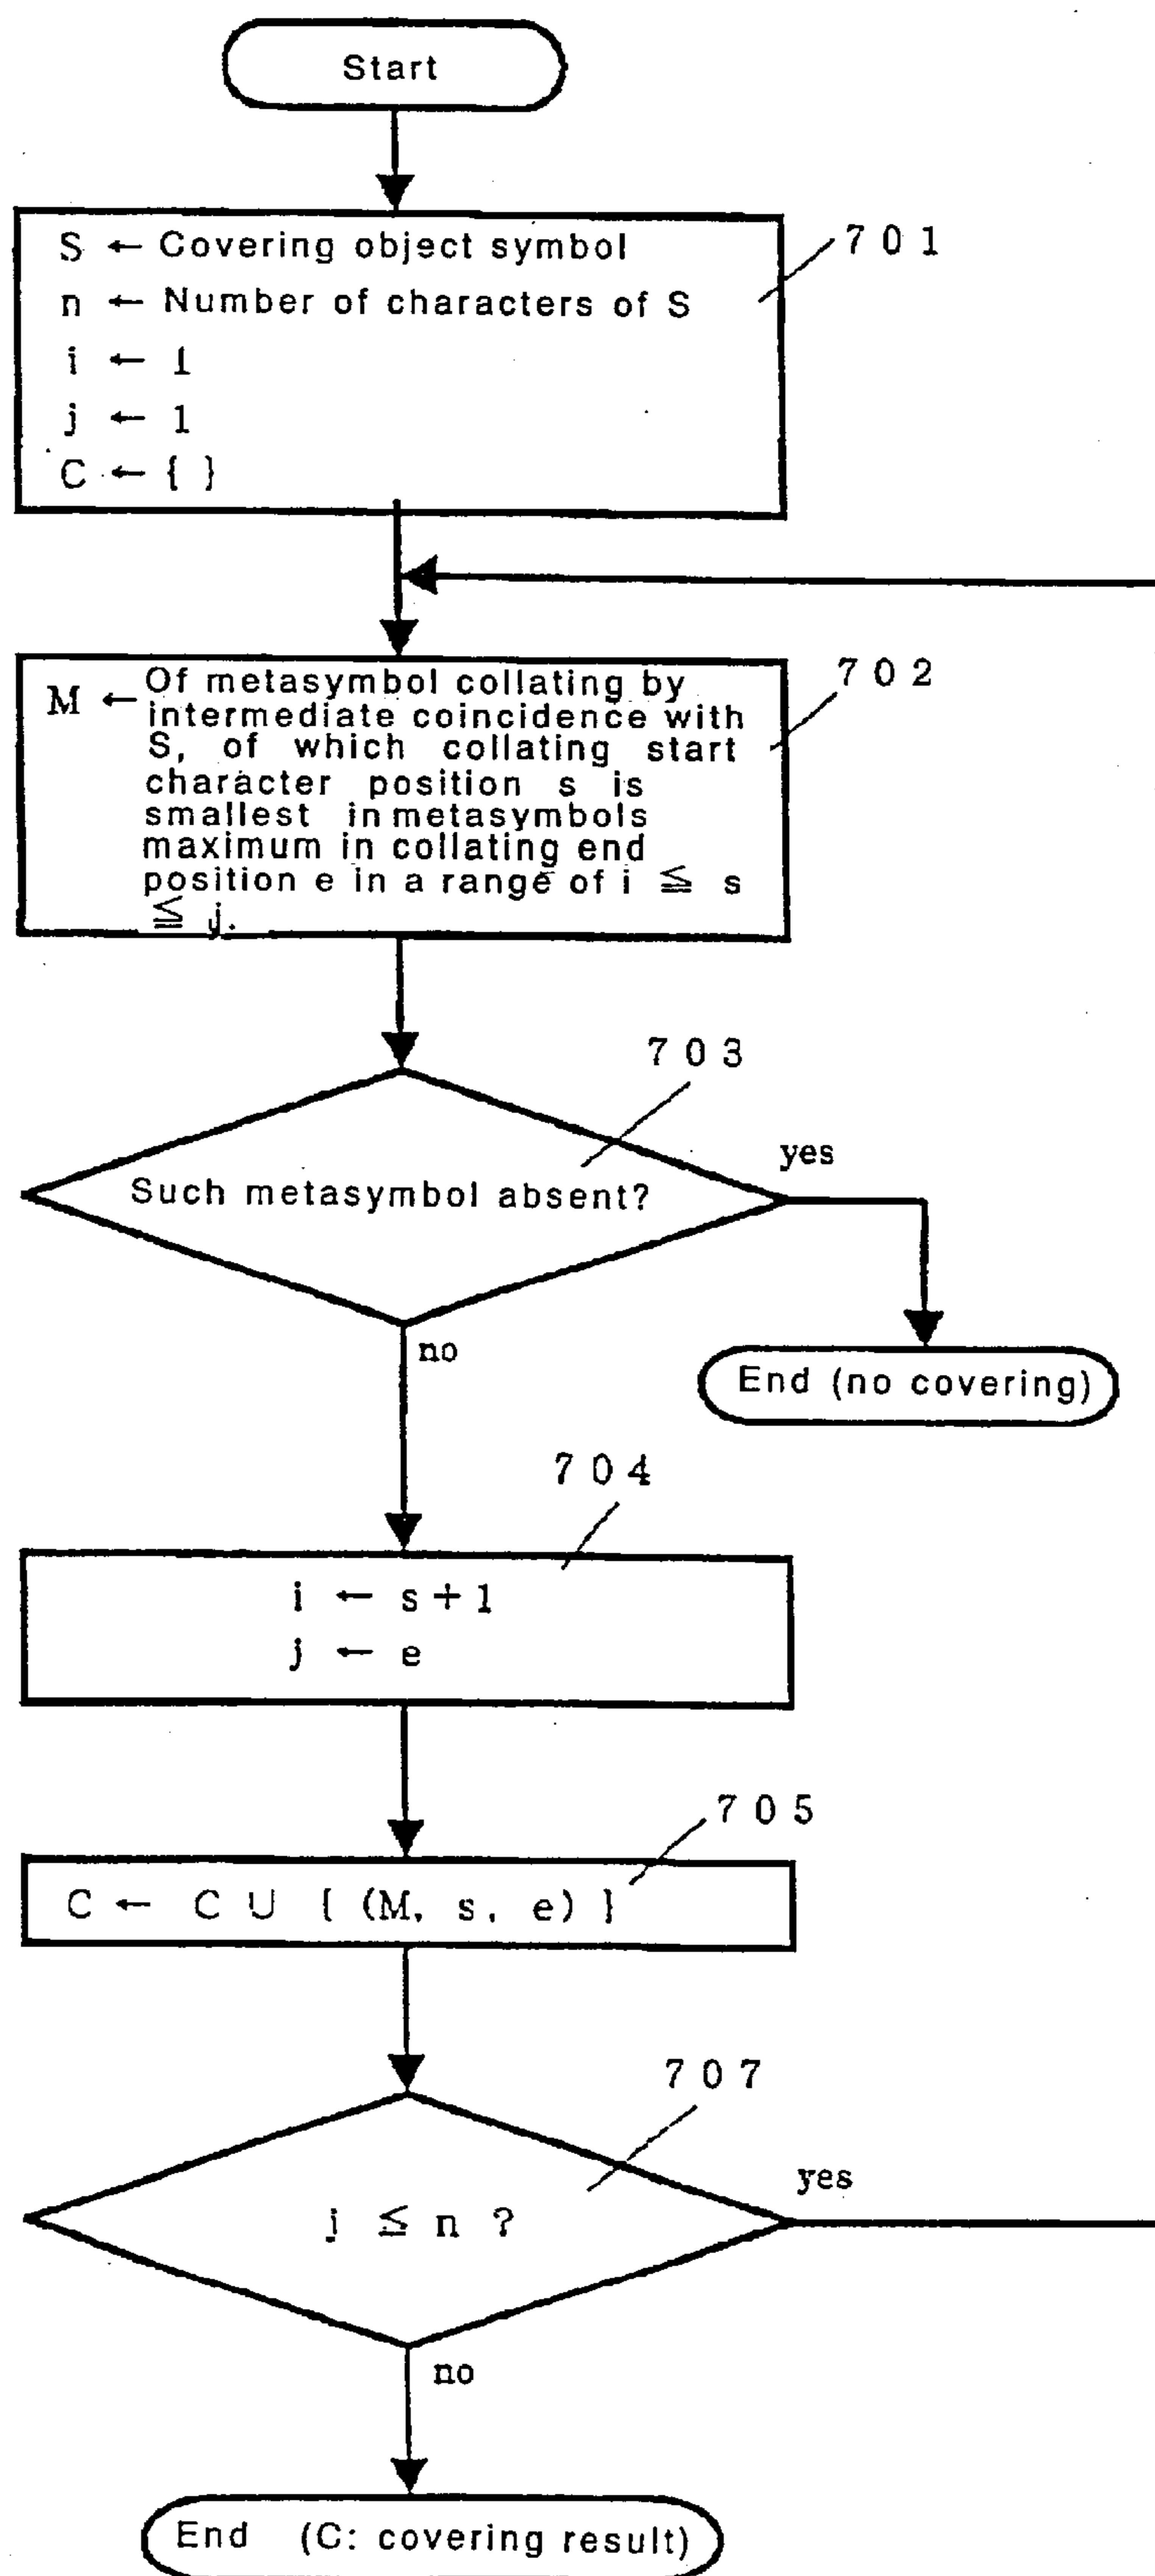 Start
701
S ← Covering object symbol
n ← Number of characters of S
i ← 1
j ← 1
C ← { }
702
M ← Of metasymbol collating by
intermediate coincidence with
S, of which collating start
character position s is
smallest in metasymbols
maximum in collating end
position e in a range of i ≦ s
≦ j.
703
Such metasymbol absent?
yes
no
End (no covering)
704
i ← s+1
j ← e
705
C ← C ∪ { (M, s, e) }
707
j ≦ n ?
yes
no
End (C: covering result)